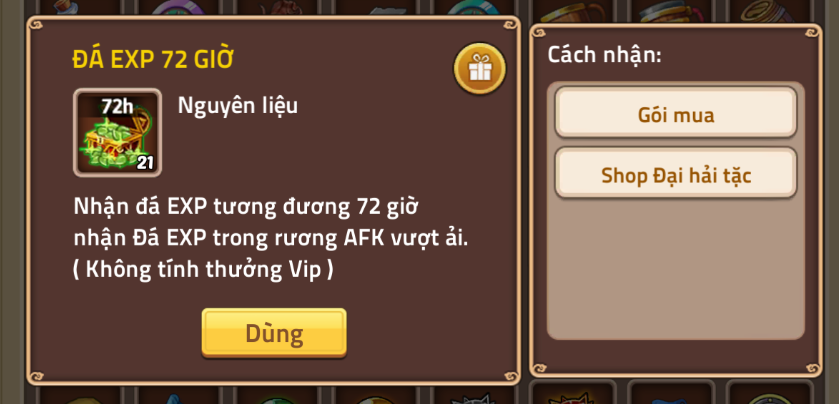 ĐÁ EXP 72 GIỜ
72h
21
Nguyên liệu
Nhận đá EXP tương đương 72 giờ
nhận Đá EXP trong rương AFK vượt ải.
( Không tính thưởng Vip )
Dùng
Cách nhận:
Gói mua
Shop Đại hải tặc